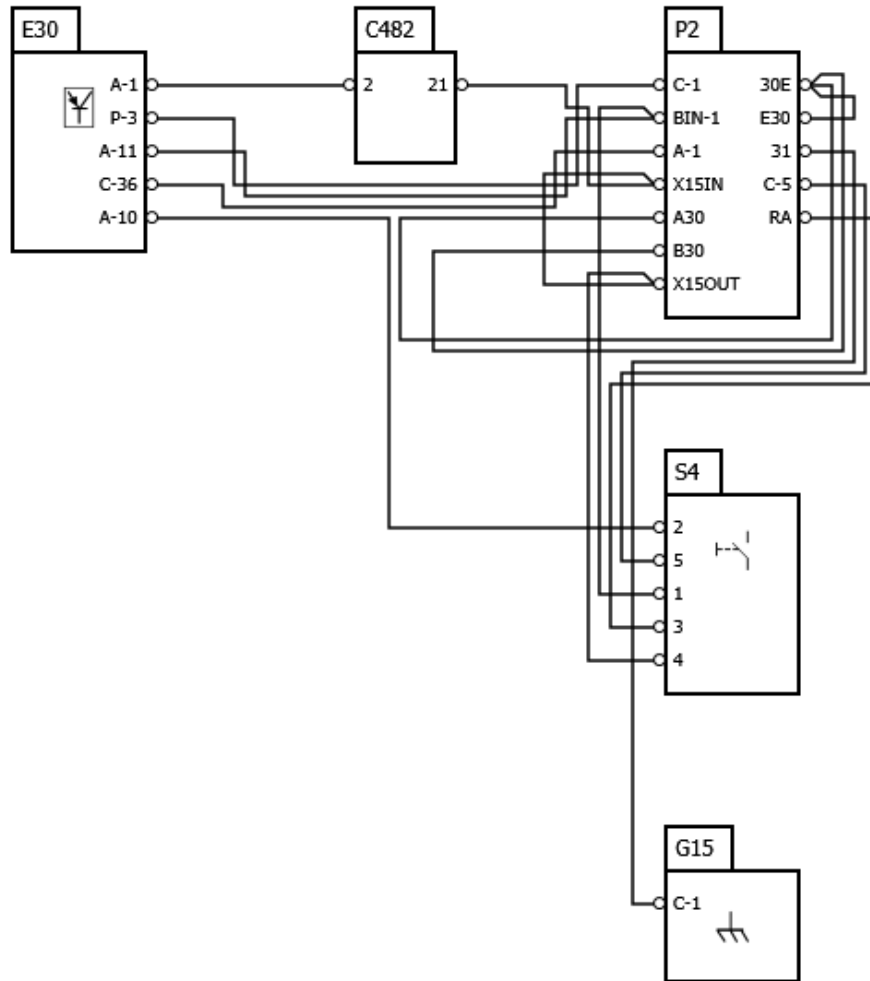 E30
A-1
P-3
A-11
C-36
A-10
C482
2 21
P2
C-1 30E
BIN-1 E30
A-1 31
X15IN C-5
A30 RA
B30
X15OUT
S4
2
5
1
3
4
G15
C-1